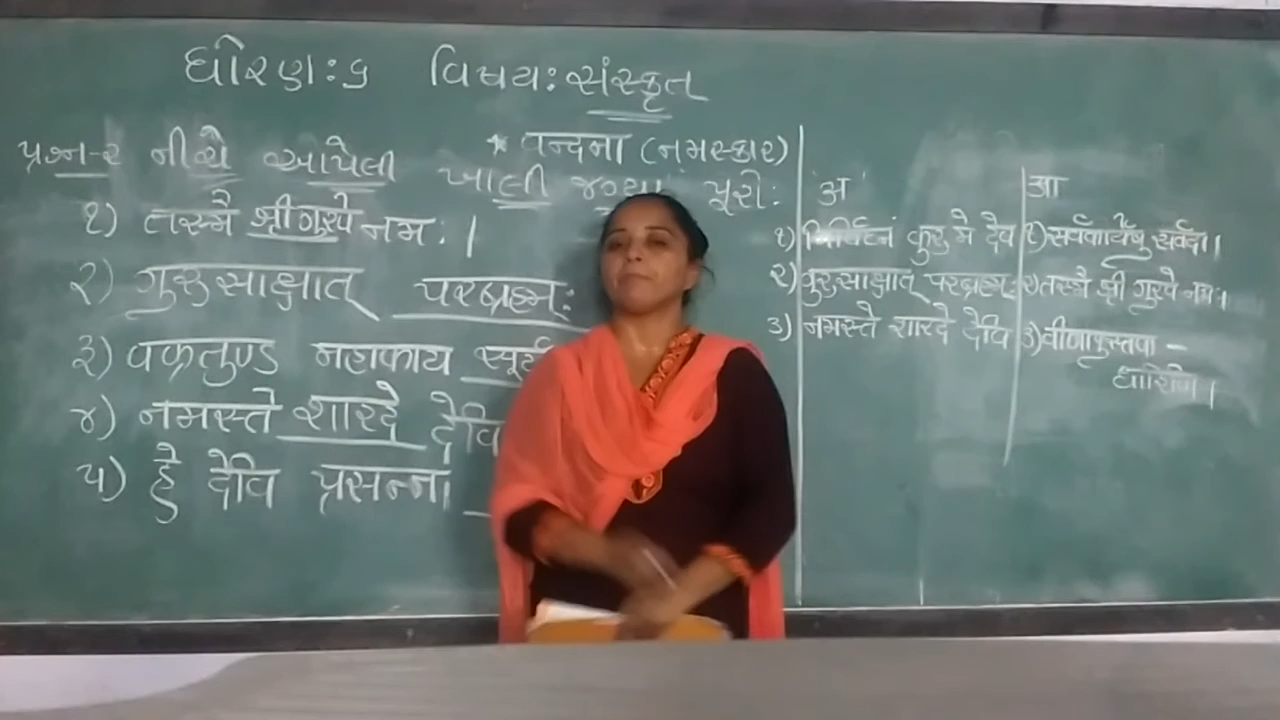 ધોરણ:૬ વિષય: સંસ્કૃત
* वन्दना (નમસ્કાર)
પ્રશ્ન-૨ નીચે આપેલી ખાલી જગ્યા પૂરો:
१) तस्मै श्रीगुरवे नमः |
२) गुरुसाक्षात् परब्रह्मः
३) वक्रतुण्ड महाकाय
४) नमस्ते शारदे देवि
५) हे देवि प्रसन्ना
अ
आ
१) कुरु मे देव
१) सर्वकार्येषु सर्वदा।
२) गुरुसाक्षात् परब्रह्मः
२) तस्मै श्री गुरवे नमः।
३) नमस्ते शारदे देवि
३) वीणापुस्तक -
धारिणि।